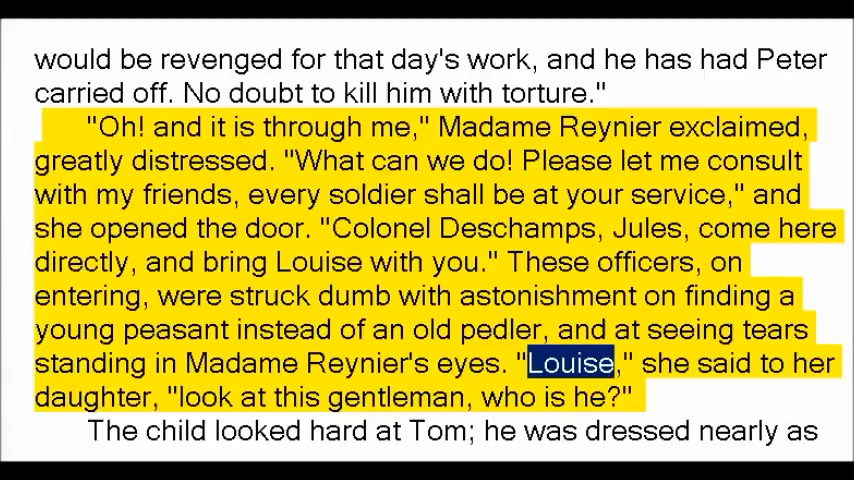 would be revenged for that day's work, and he has had Peter
carried off. No doubt to kill him with torture."
"Oh! and it is through me," Madame Reynier exclaimed,
greatly distressed. "What can we do! Please let me consult
with my friends, every soldier shall be at your service," and
she opened the door. "Colonel Deschamps, Jules, come here
directly, and bring Louise with you." These officers, on
entering, were struck dumb with astonishment on finding a
young peasant instead of an old pedler, and at seeing tears
standing in Madame Reynier's eyes. "Louise," she said to her
daughter, "look at this gentleman, who is he?"
The child looked hard at Tom; he was dressed nearly as